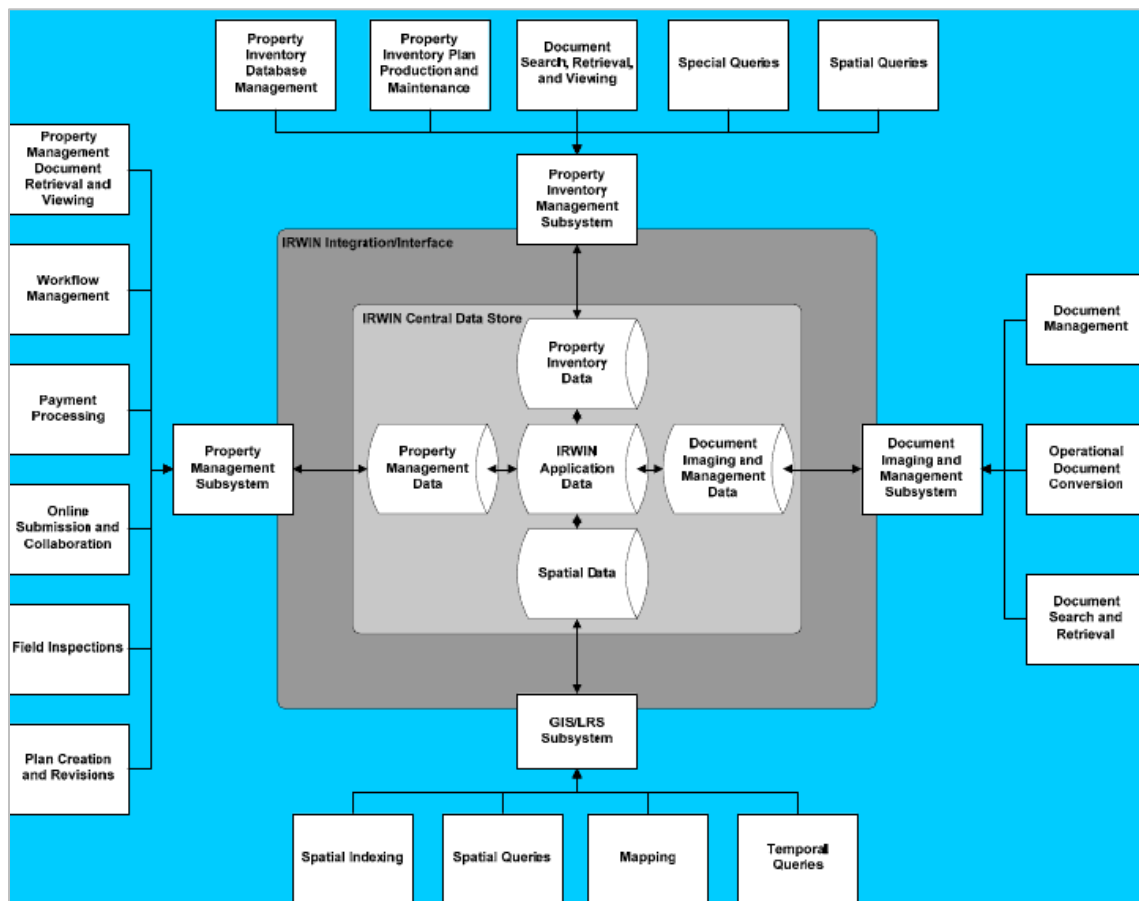 Property
Inventory
Database
Management
Property
Inventory Plan
Production and
Maintenance
Document
Search, Retrieval,
and Viewing
Special Queries
Spatial Queries
Property
Management
Document
Retrieval and
Viewing
Workflow
Management
Payment
Processing
Online
Submission and
Collaboration
Field Inspections
Plan Creation
and Revisions
Property
Inventory
Management
Subsystem
IRWIN Integration/Interface
IRWIN Central Data Store
Property
Inventory
Data
Property
Management
Subsystem
Property
Management
Data
IRWIN
Application
Data
Document
Imaging and
Management Data
Document
Imaging and
Management
Subsystem
Spatial Data
GIS/LRS
Subsystem
Document
Management
Operational
Document
Conversion
Document
Search and
Retrieval
Spatial Indexing
Spatial Queries
Mapping
Temporal
Queries